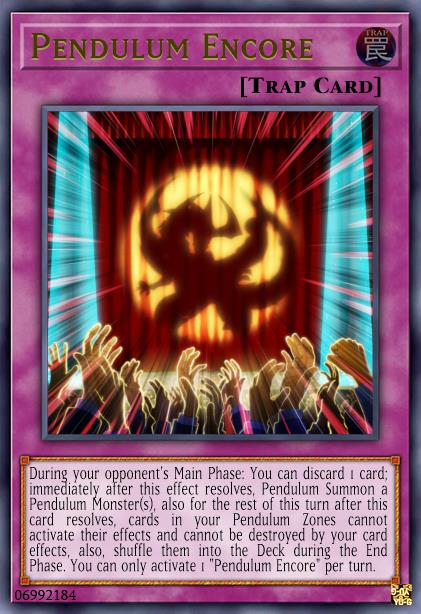 PENDULUM ENCORE
TRAP
罠
[TRAP CARD]
During your opponent's Main Phase: You can discard 1 card;
immediately after this effect resolves, Pendulum Summon a
Pendulum Monster(s), also for the rest of this turn after this
card resolves, cards in your Pendulum Zones cannot
activate their effects and cannot be destroyed by your card
effects, also, shuffle them into the Deck during the End
Phase. You can only activate 1 "Pendulum Encore" per turn.
06992184